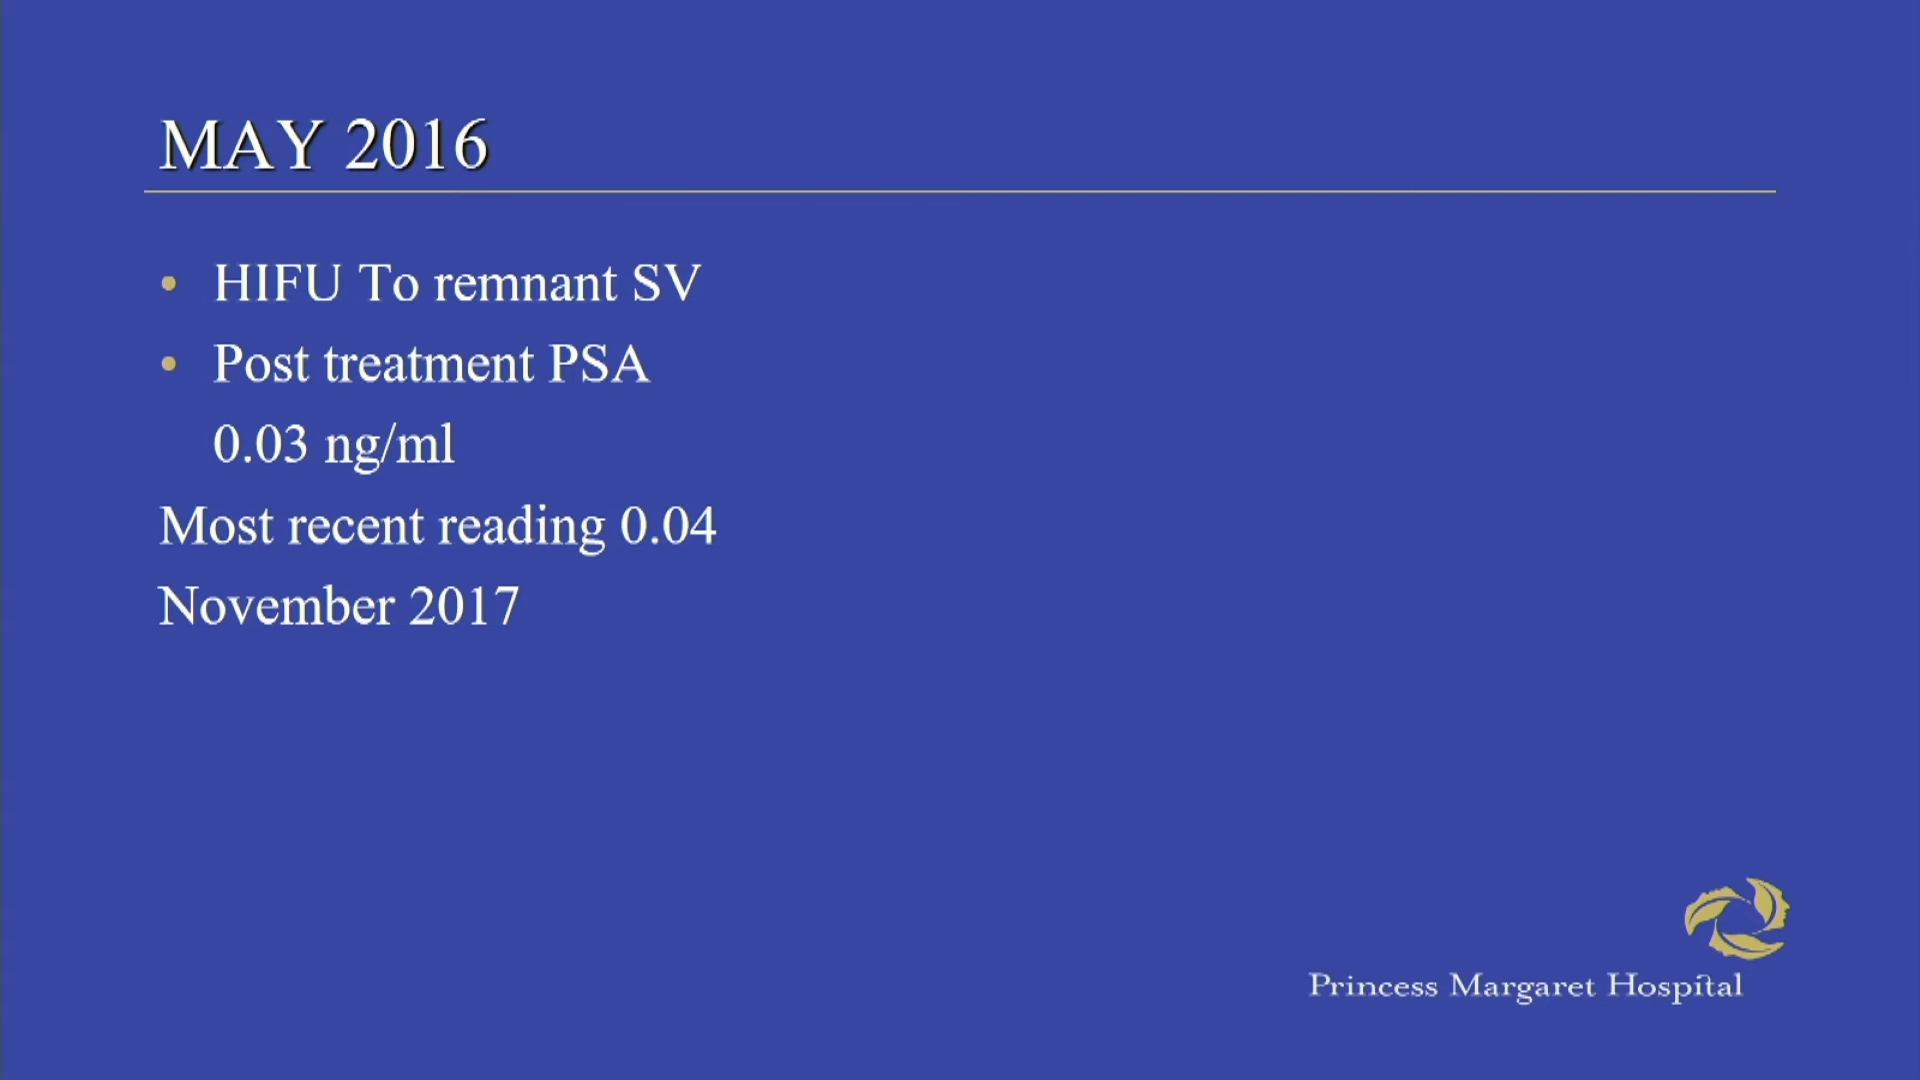 MAY 2016
• HIFU To remnant SV
• Post treatment PSA
0.03 ng/ml
Most recent reading 0.04
November 2017
Princess Margaret Hospital